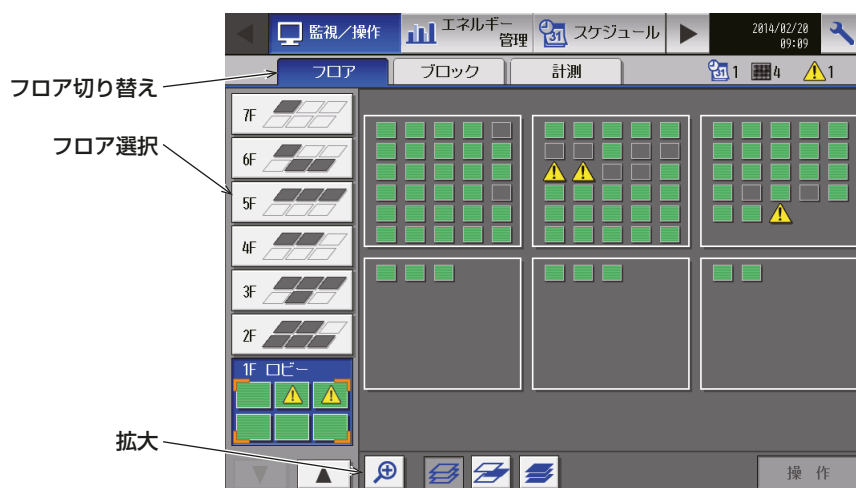 監視／操作
エネルギー
管理
31
スケジュール
2014/02/20
09:09
フロア切り替え
フロア
ブロック
計測
31 1
4
1
フロア選択
7F
6F
5F
4F
3F
2F
1F ロビー
拡大
操 作